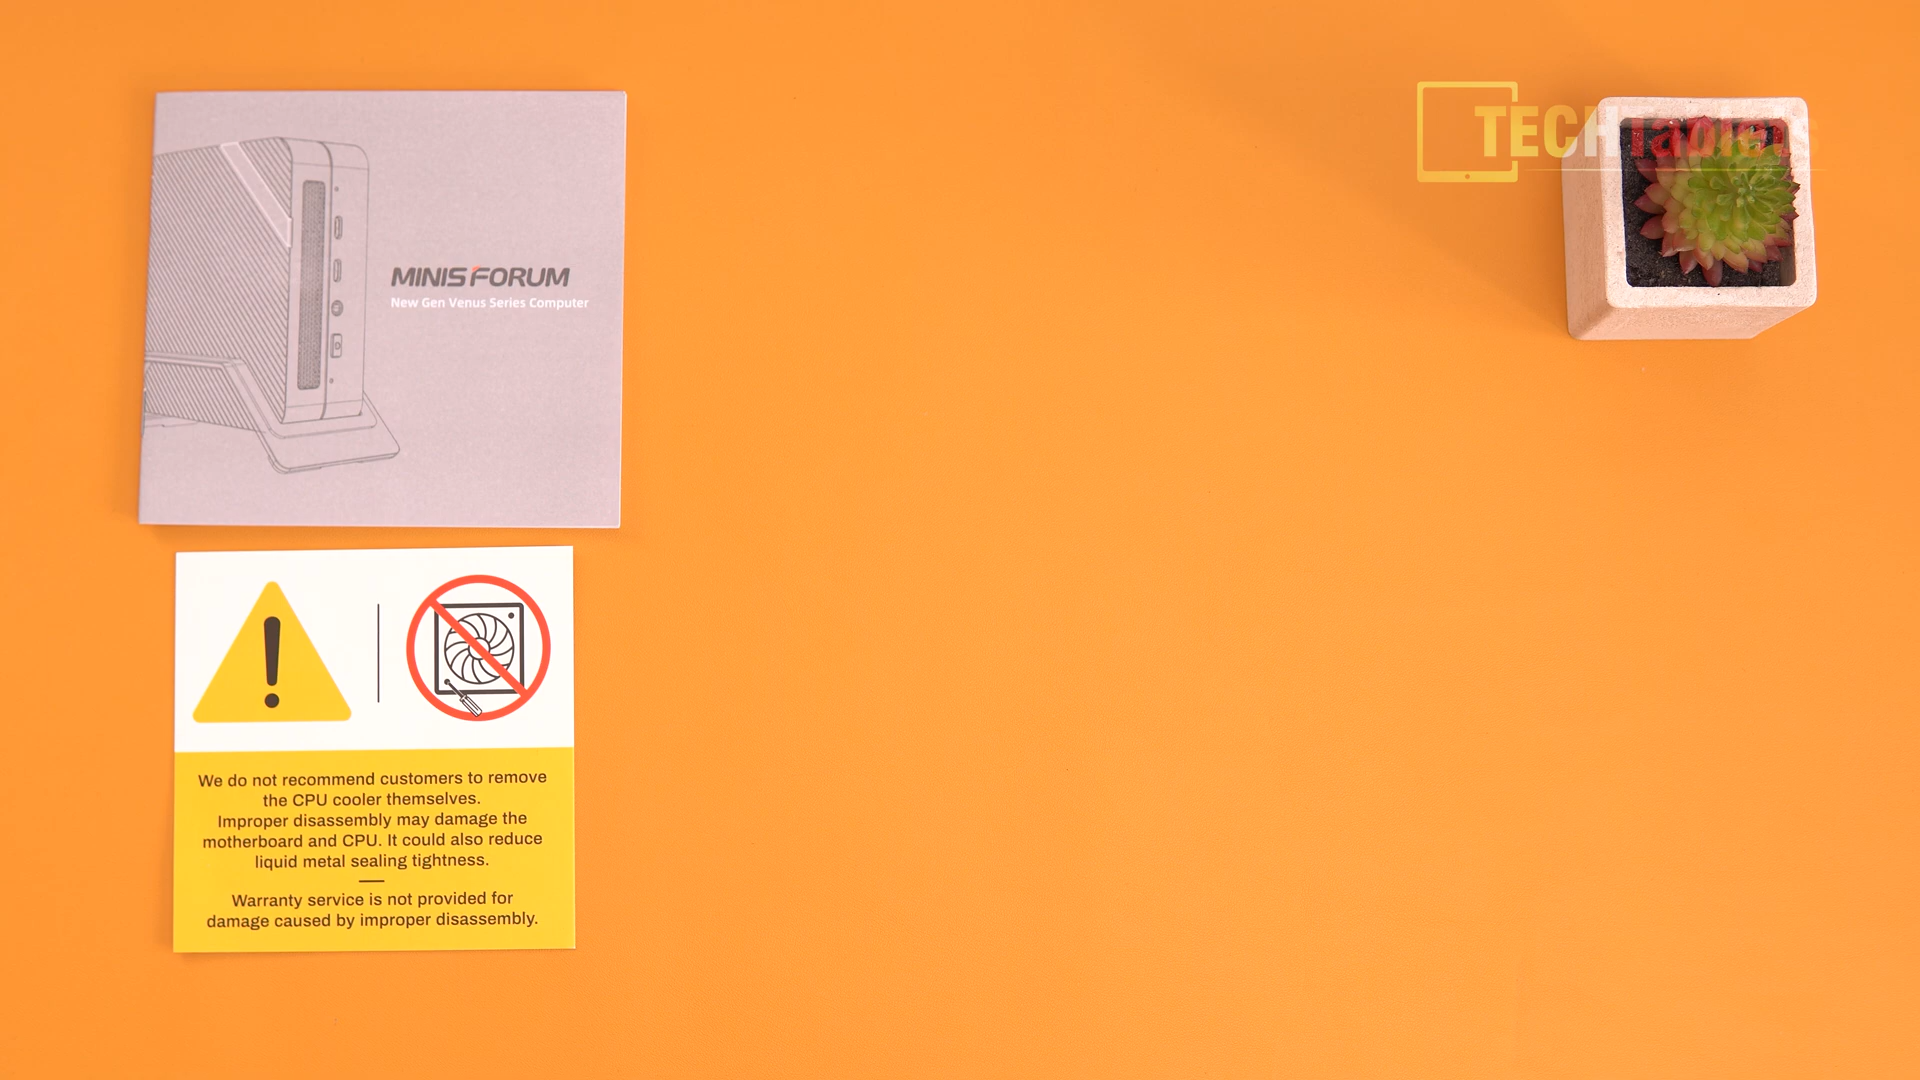 MINISFORUM
New Gen Venus Series Computer
TECHTablets
We do not recommend customers to remove
the CPU cooler themselves.
Improper disassembly may damage the
motherboard and CPU. It could also reduce
liquid metal sealing tightness.
Warranty service is not provided for
damage caused by improper disassembly.